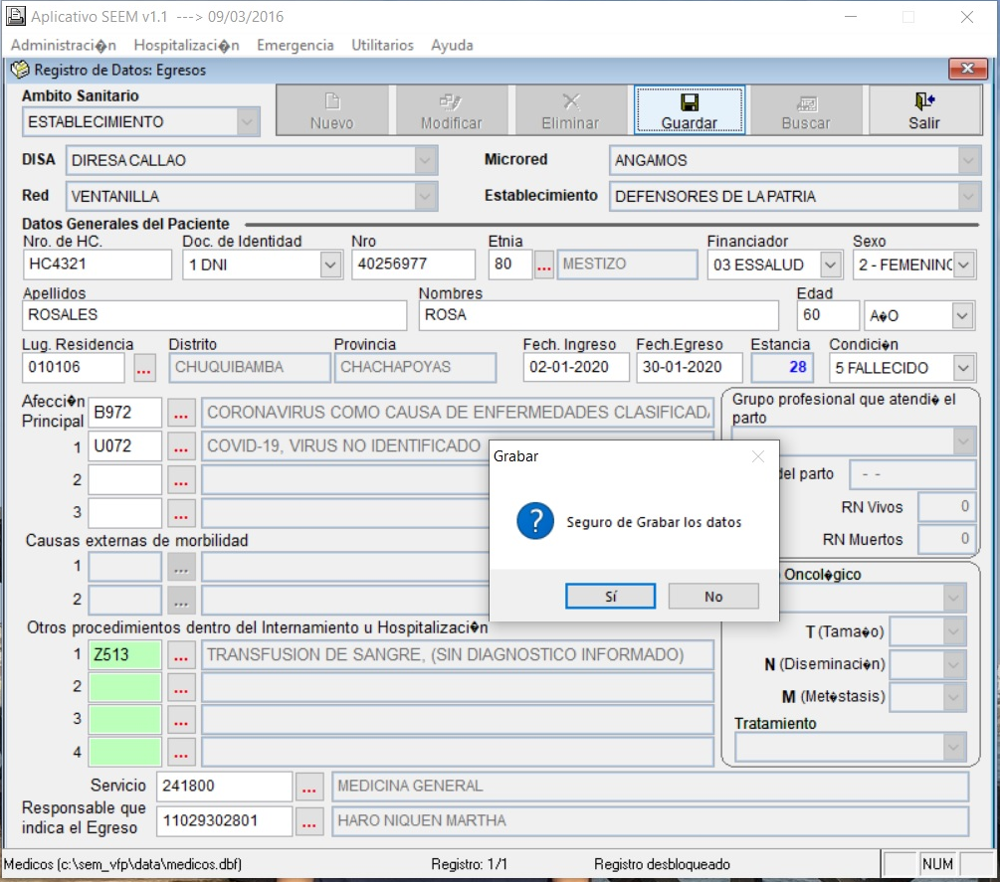 Aplicativo SEEM v1.1 ---> 09/03/2016
Administraci�n Hospitalizaci�n Emergencia Utilitarios Ayuda
Registro de Datos: Egresos
Ambito Sanitario
ESTABLECIMIENTO
Nuevo Modificar Eliminar Guardar Buscar Salir
DISA DIRESA CALLAO Microred ANGAMOS
Red VENTANILLA Establecimiento DEFENSORES DE LA PATRIA
Datos Generales del Paciente
Nro. de HC. Doc. de Identidad Nro Etnia Financiador Sexo
HC4321 1 DNI 40256977 80 ... MESTIZO 03 ESSALUD 2 - FEMENINO
Apellidos Nombres Edad
ROSALES ROSA 60 A�O
Lug. Residencia Distrito Provincia Fech. Ingreso Fech.Egreso Estancia Condici�n
010106 ... CHUQUIBAMBA CHACHAPOYAS 02-01-2020 30-01-2020 28 5 FALLECIDO
Afecci�n
Principal B972 ... CORONAVIRUS COMO CAUSA DE ENFERMEDADES CLASIFICADA
1 U072 ... COVID-19, VIRUS NO IDENTIFICADO
2 ...
3 ...
Grupo profesional que atendi� el
parto
del parto - -
RN Vivos 0
RN Muertos 0
Grabar
Seguro de Grabar los datos
Sí No
Causas externas de morbilidad
1 ...
2 ...
Oncol�gico
T (Tama�o)
N (Diseminaci�n)
M (Met�stasis)
Tratamiento
Otros procedimientos dentro del Internamiento u Hospitalizaci�n
1 Z513 ... TRANSFUSION DE SANGRE, (SIN DIAGNOSTICO INFORMADO)
2 ...
3 ...
4 ...
Servicio 241800 ... MEDICINA GENERAL
Responsable que
indica el Egreso 11029302801 ... HARO NIQUEN MARTHA
Medicos (c:\sem_vfp\data\medicos.dbf) Registro: 1/1 Registro desbloqueado NUM